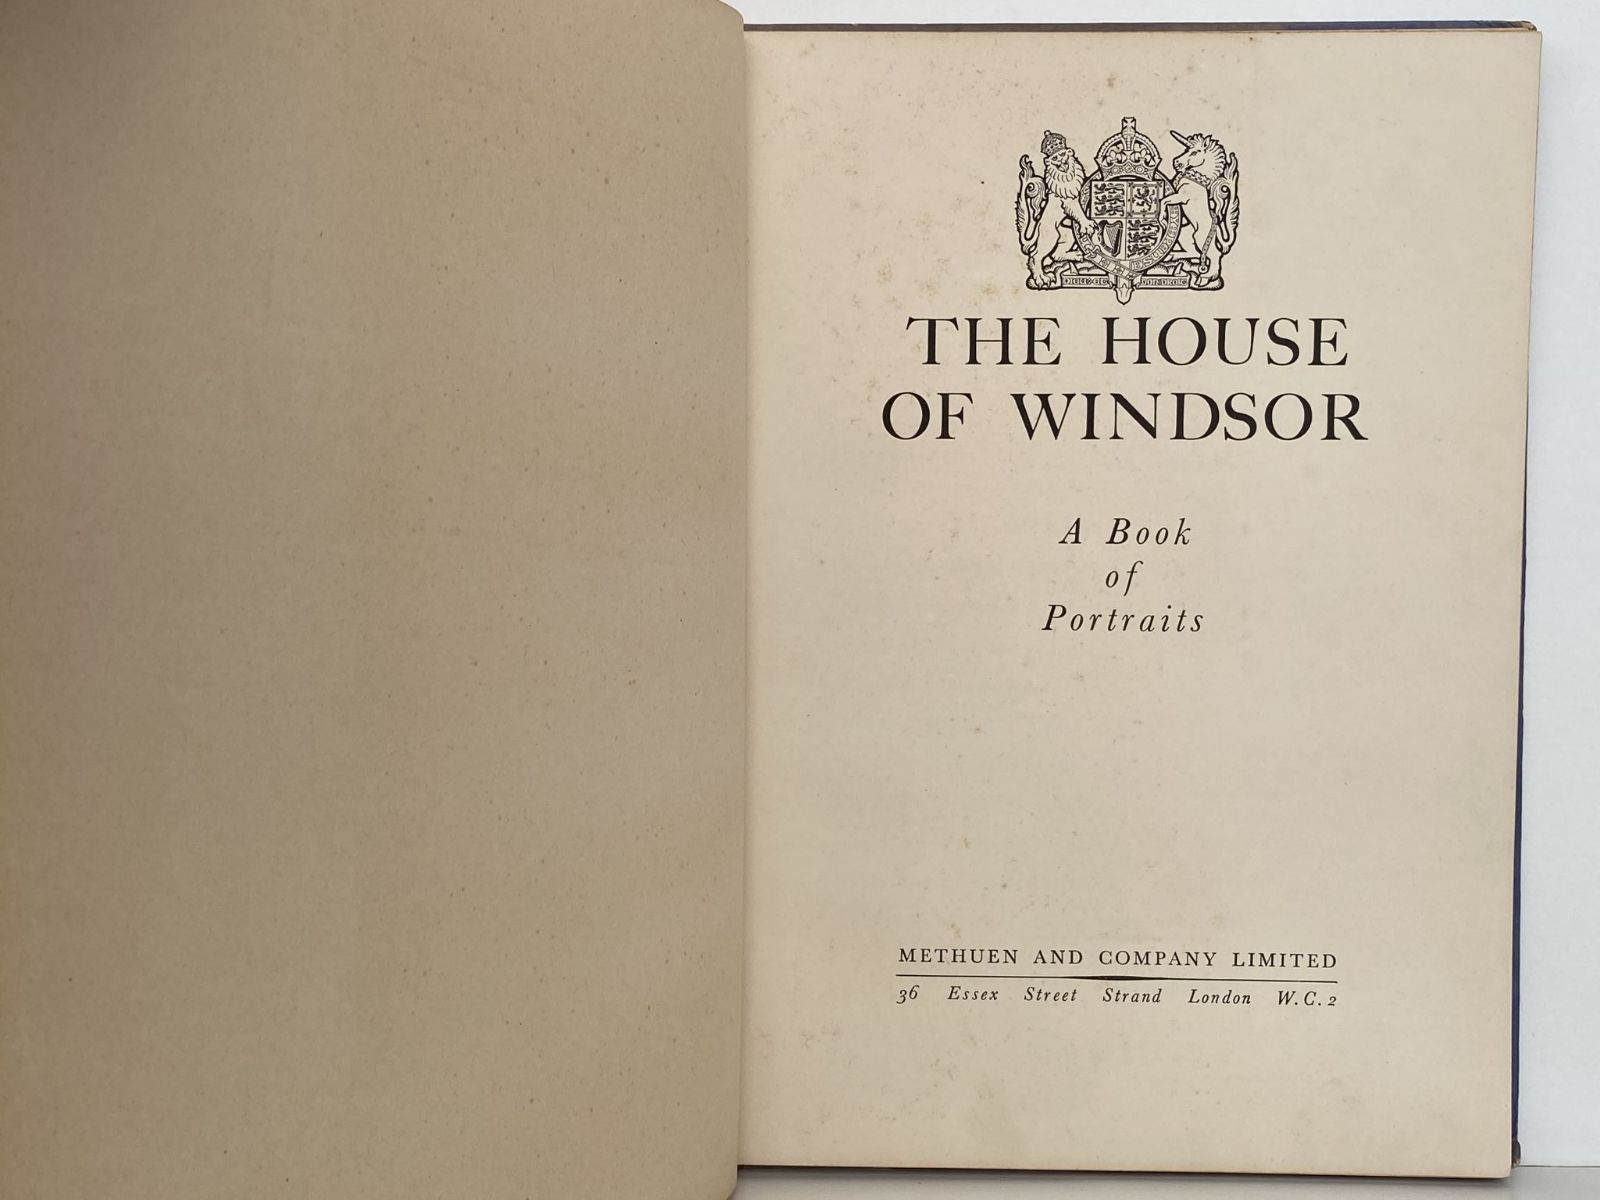 THE HOUSE
OF WINDSOR
A Book
of
Portraits
METHUEN AND COMPANY LIMITED
36 Essex Street Strand London W.C.2